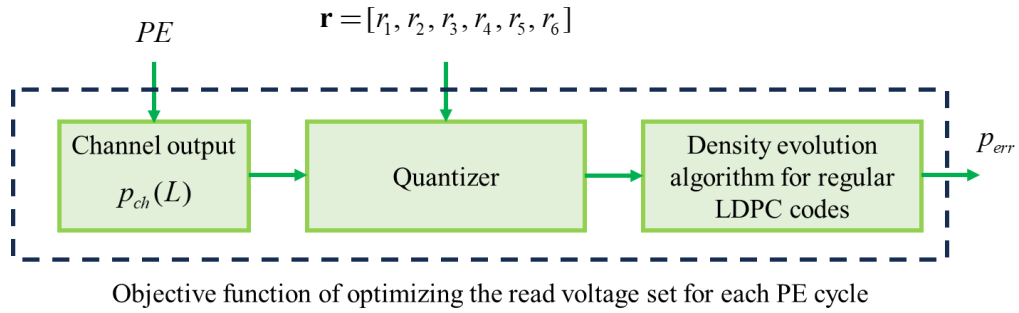 PE
r = [r1, r2, r3, r4, r5, r6]
Channel output
pch(L)
Quantizer
Density evolution
algorithm for regular
LDPC codes
perr
Objective function of optimizing the read voltage set for each PE cycle